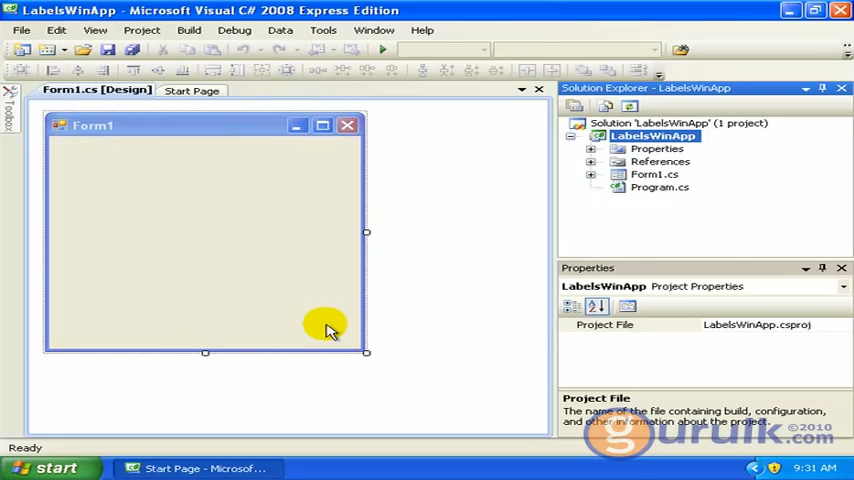 LabelsWinApp - Microsoft Visual C# 2008 Express Edition
File Edit View Project Build Debug Data Tools Window Help
Form1.cs [Design] Start Page
Toolbox
Form1
Solution Explorer - LabelsWinApp
Solution 'LabelsWinApp' (1 project)
LabelsWinApp
Properties
References
Form1.cs
Program.cs
Properties
LabelsWinApp Project Properties
Project File LabelsWinApp.csproj
Project File
The name of the file containing build, configuration,
and other information about the project.
guruik ©2010
.com
Ready
start Start Page - Microsof... 9:31 AM